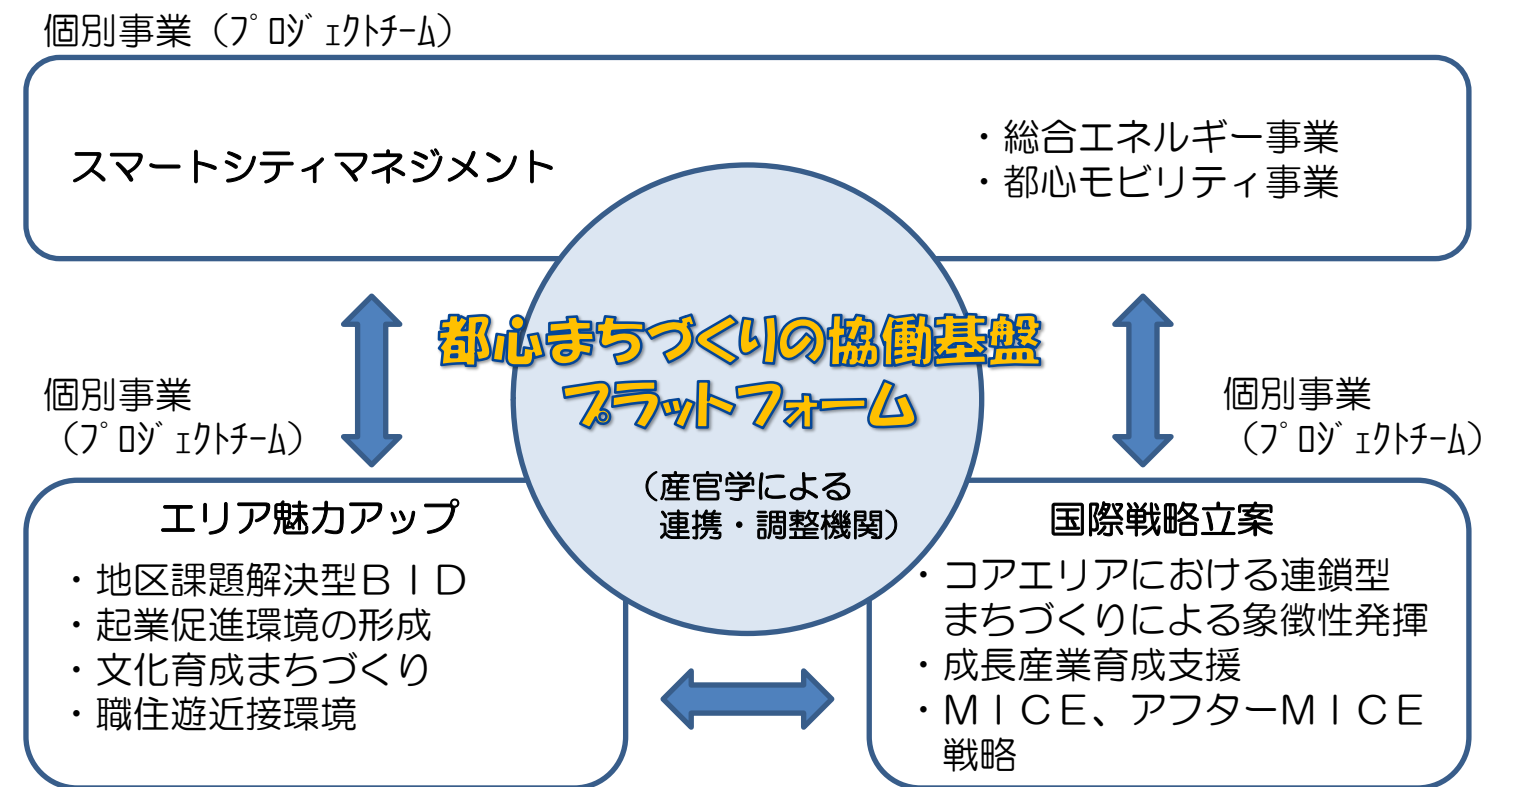 個別事業（ﾌﾟﾛｼﾞｪｸﾄﾁｰﾑ）
スマートシティマネジメント
・総合エネルギー事業
・都心モビリティ事業
都心まちづくりの協働基盤
プラットフォーム
（産官学による
連携・調整機関）
個別事業
（ﾌﾟﾛｼﾞｪｸﾄﾁｰﾑ）
個別事業
（ﾌﾟﾛｼﾞｪｸﾄﾁｰﾑ）
エリア魅力アップ
・地区課題解決型ＢＩＤ
・起業促進環境の形成
・文化育成まちづくり
・職住遊近接環境
国際戦略立案
・コアエリアにおける連鎖型
まちづくりによる象徴性発揮
・成長産業育成支援
・ＭＩＣＥ、アフターＭＩＣＥ
戦略